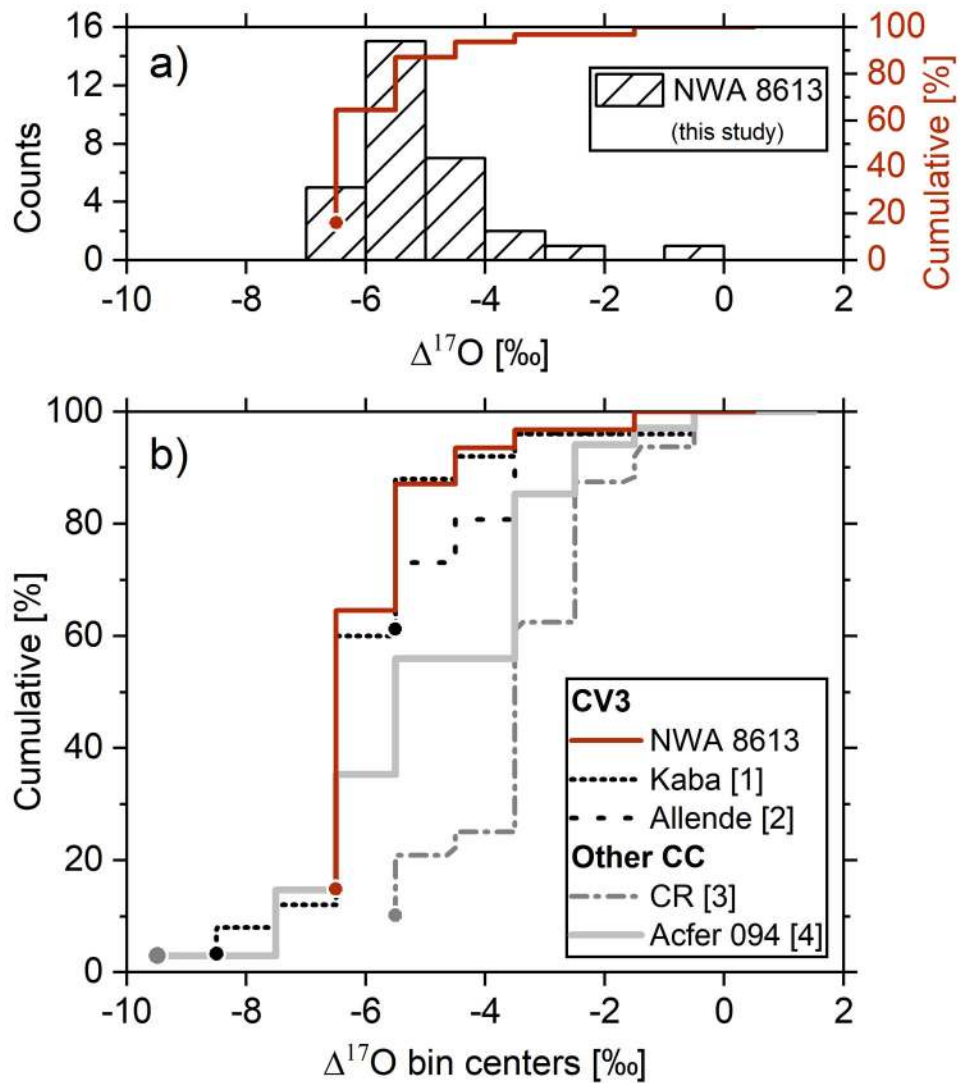 a)
16
12
8
4
0
Counts
100
80
60
40
20
0
Cumulative [%]
NWA 8613
(this study)
-10 -8 -6 -4 -2 0 2
Δ¹⁷O [‰]
b)
100
80
60
40
20
0
Cumulative [%]
CV3
NWA 8613
Kaba [1]
Allende [2]
Other CC
CR [3]
Acfer 094 [4]
-10 -8 -6 -4 -2 0 2
Δ¹⁷O bin centers [‰]